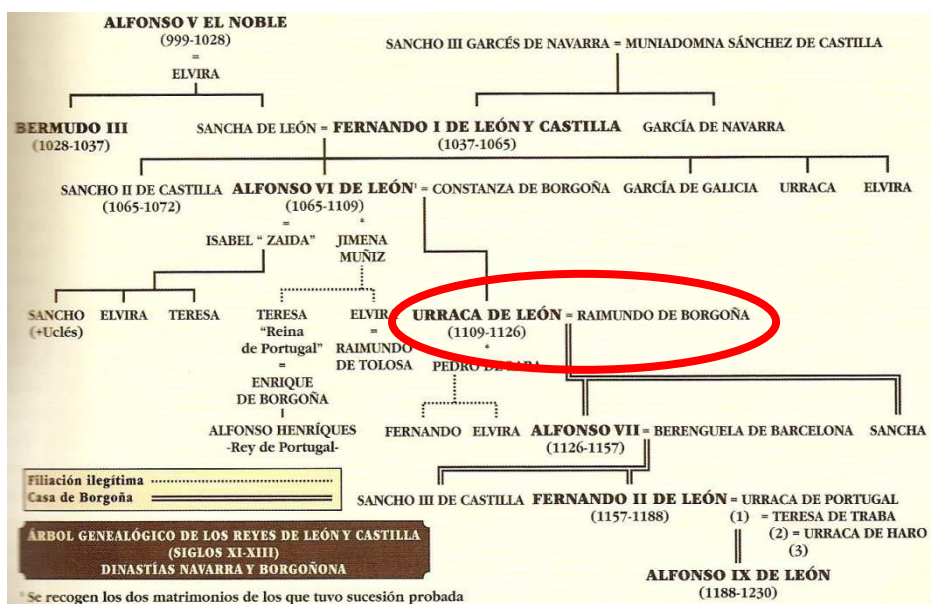 ALFONSO V EL NOBLE
(999-1028)
=
ELVIRA
SANCHO III GARCÉS DE NAVARRA = MUNIADOMNA SÁNCHEZ DE CASTILLA
BERMUDO III
(1028-1037)
SANCHA DE LEÓN = FERNANDO I DE LEÓN Y CASTILLA
(1037-1065)
GARCÍA DE NAVARRA
SANCHO II DE CASTILLA
(1065-1072)
ALFONSO VI DE LEÓN¹ = CONSTANZA DE BORGOÑA
(1065-1109)
GARCÍA DE GALICIA
URRACA
ELVIRA
=
ISABEL "ZAIDA"
*
JIMENA
MUÑIZ
SANCHO
(+Uclés)
ELVIRA
TERESA
TERESA
"Reina
de Portugal"
=
ENRIQUE
DE BORGOÑA
ELVIRA
=
RAIMUNDO
DE TOLOSA
URRACA DE LEÓN = RAIMUNDO DE BORGOÑA
(1109-1126)
*
PEDRO DE LARA
ALFONSO HENRÍQUES
-Rey de Portugal-
FERNANDO
ELVIRA
ALFONSO VII = BERENGUELA DE BARCELONA
(1126-1157)
SANCHA
Filiación ilegítima
Casa de Borgoña
SANCHO III DE CASTILLA
FERNANDO II DE LEÓN = URRACA DE PORTUGAL
(1157-1188)
(1) = TERESA DE TRABA
(2) = URRACA DE HARO
(3)
ALFONSO IX DE LEÓN
(1188-1230)
ÁRBOL GENEALÓGICO DE LOS REYES DE LEÓN Y CASTILLA
(SIGLOS XI-XIII)
DINASTÍAS NAVARRA Y BORGOÑONA
¹ Se recogen los dos matrimonios de los que tuvo sucesión probada